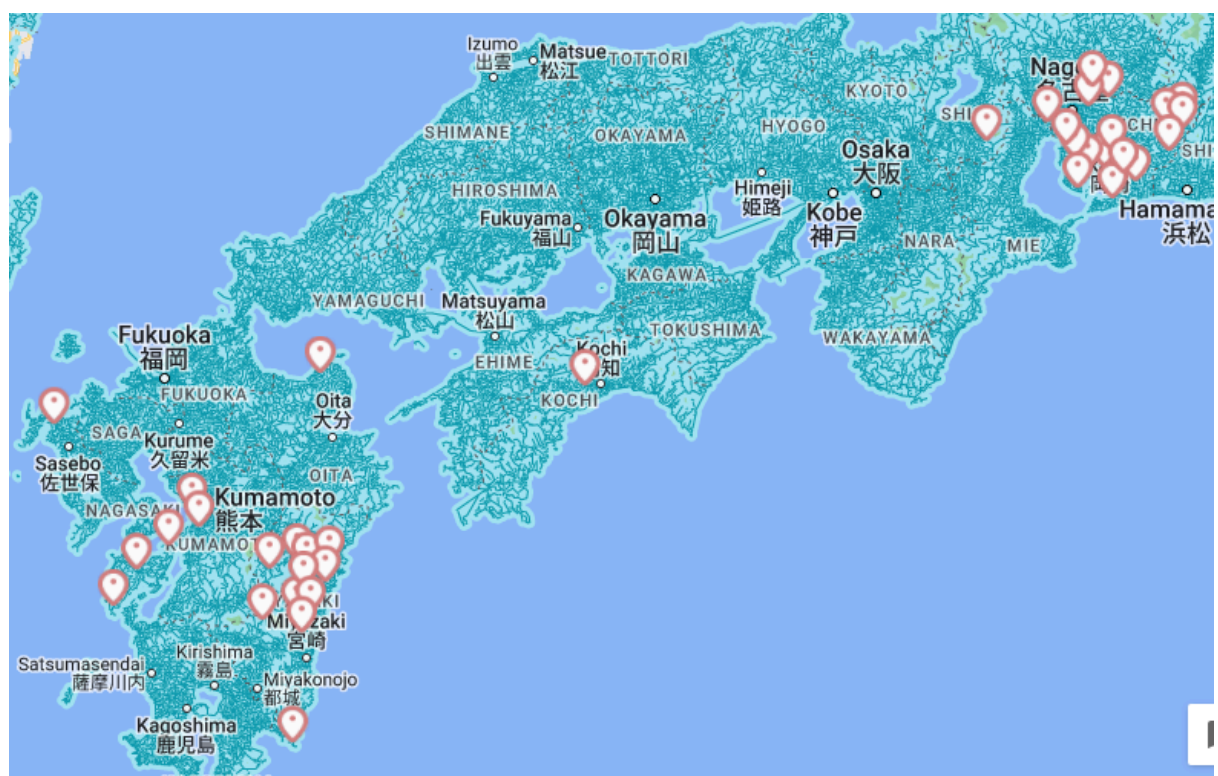 Izumo
出雲
Matsue
松江
TOTTORI
KYOTO
SHIMANE
OKAYAMA
HYOGO
Osaka
大阪
HIROSHIMA
Himeji
姫路
Fukuyama
福山
Okayama
岡山
Kobe
神戸
Hamama
浜松
NARA
MIE
KAGAWA
YAMAGUCHI
Matsuyama
松山
TOKUSHIMA
WAKAYAMA
Fukuoka
福岡
EHIME
Kochi
KOCHI
FUKUOKA
Oita
大分
SAGA
Kurume
久留米
Sasebo
佐世保
OITA
Kumamoto
熊本
宮崎
Kirishima
霧島
Satsumasendai
薩摩川内
Miyakonojo
都城
Kagoshima
鹿児島